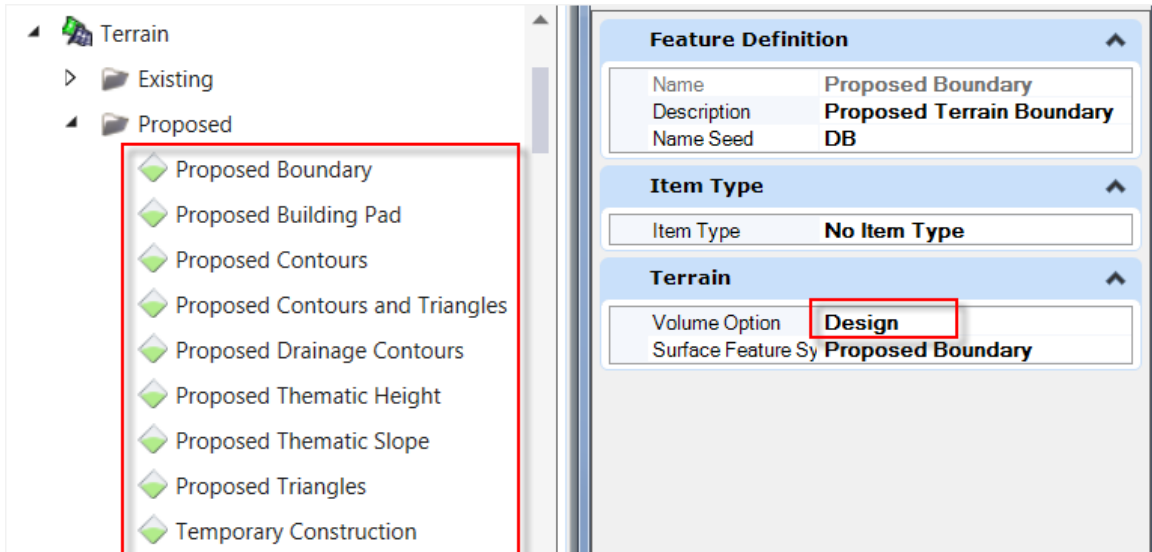 Terrain
Existing
Proposed
Proposed Boundary
Proposed Building Pad
Proposed Contours
Proposed Contours and Triangles
Proposed Drainage Contours
Proposed Thematic Height
Proposed Thematic Slope
Proposed Triangles
Temporary Construction
Feature Definition
Name Proposed Boundary
Description Proposed Terrain Boundary
Name Seed DB
Item Type
Item Type No Item Type
Terrain
Volume Option Design
Surface Feature Sy Proposed Boundary